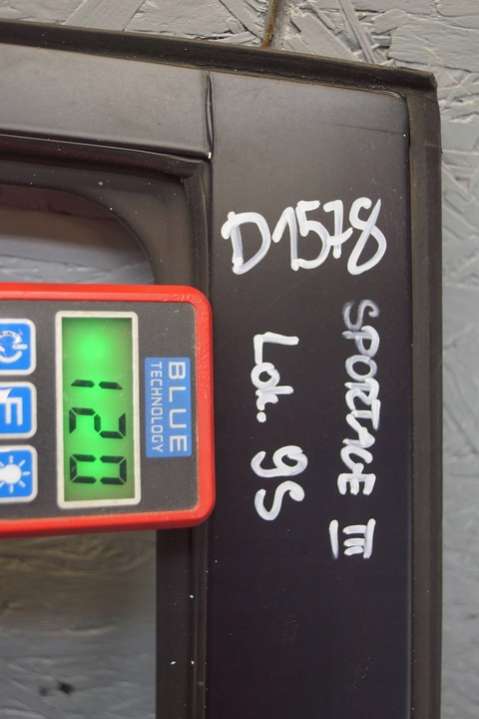 D1578
SPORTAGE III
Lok. 95
BLUE
TECHNOLOGY
120